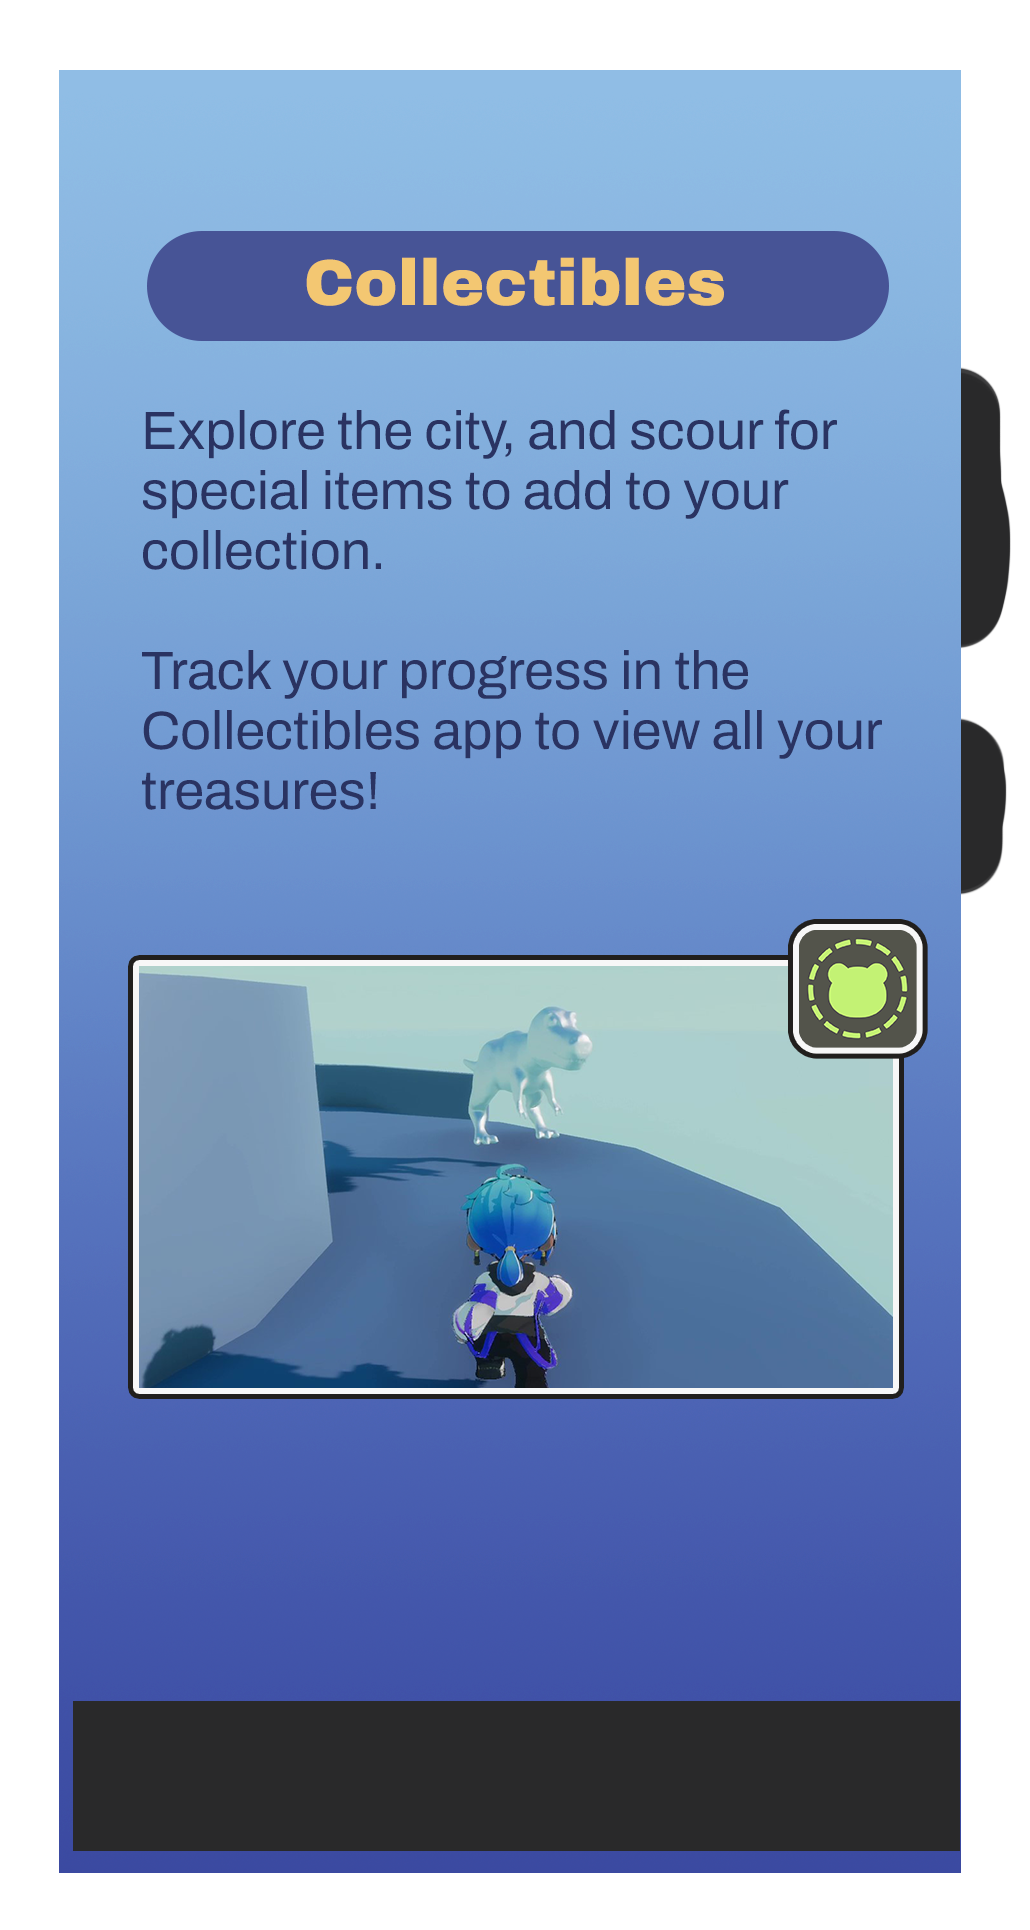 Collectibles
Explore the city, and scour for
special items to add to your
collection.
Track your progress in the
Collectibles app to view all your
treasures!